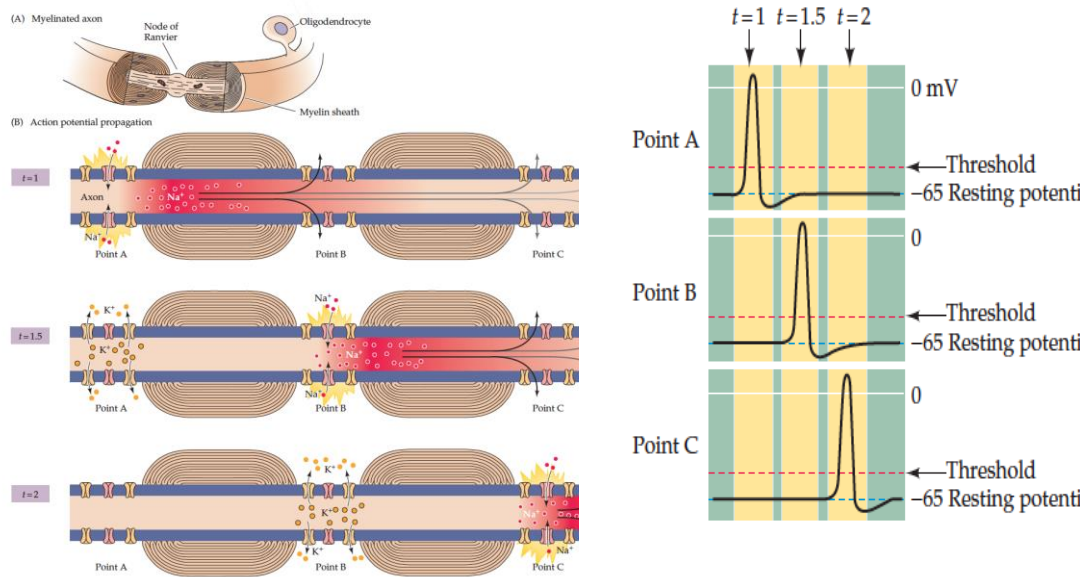 (A) Myelinated axon
Node of
Ranvier
Oligodendrocyte
Myelin sheath
(B) Action potential propagation
t=1
Na+
Axon
Na+
Point A
Point B
Point C
t=1.5
K+
Na+
K+
Na+
Na+
Point A
Point B
Point C
t=2
K+
K+
Na+
K+
Na+
Point A
Point B
Point C
t=1 t=1.5 t=2
0 mV
Point A
Threshold
–65 Resting potenti
0
Point B
Threshold
–65 Resting potenti
0
Point C
Threshold
–65 Resting potenti